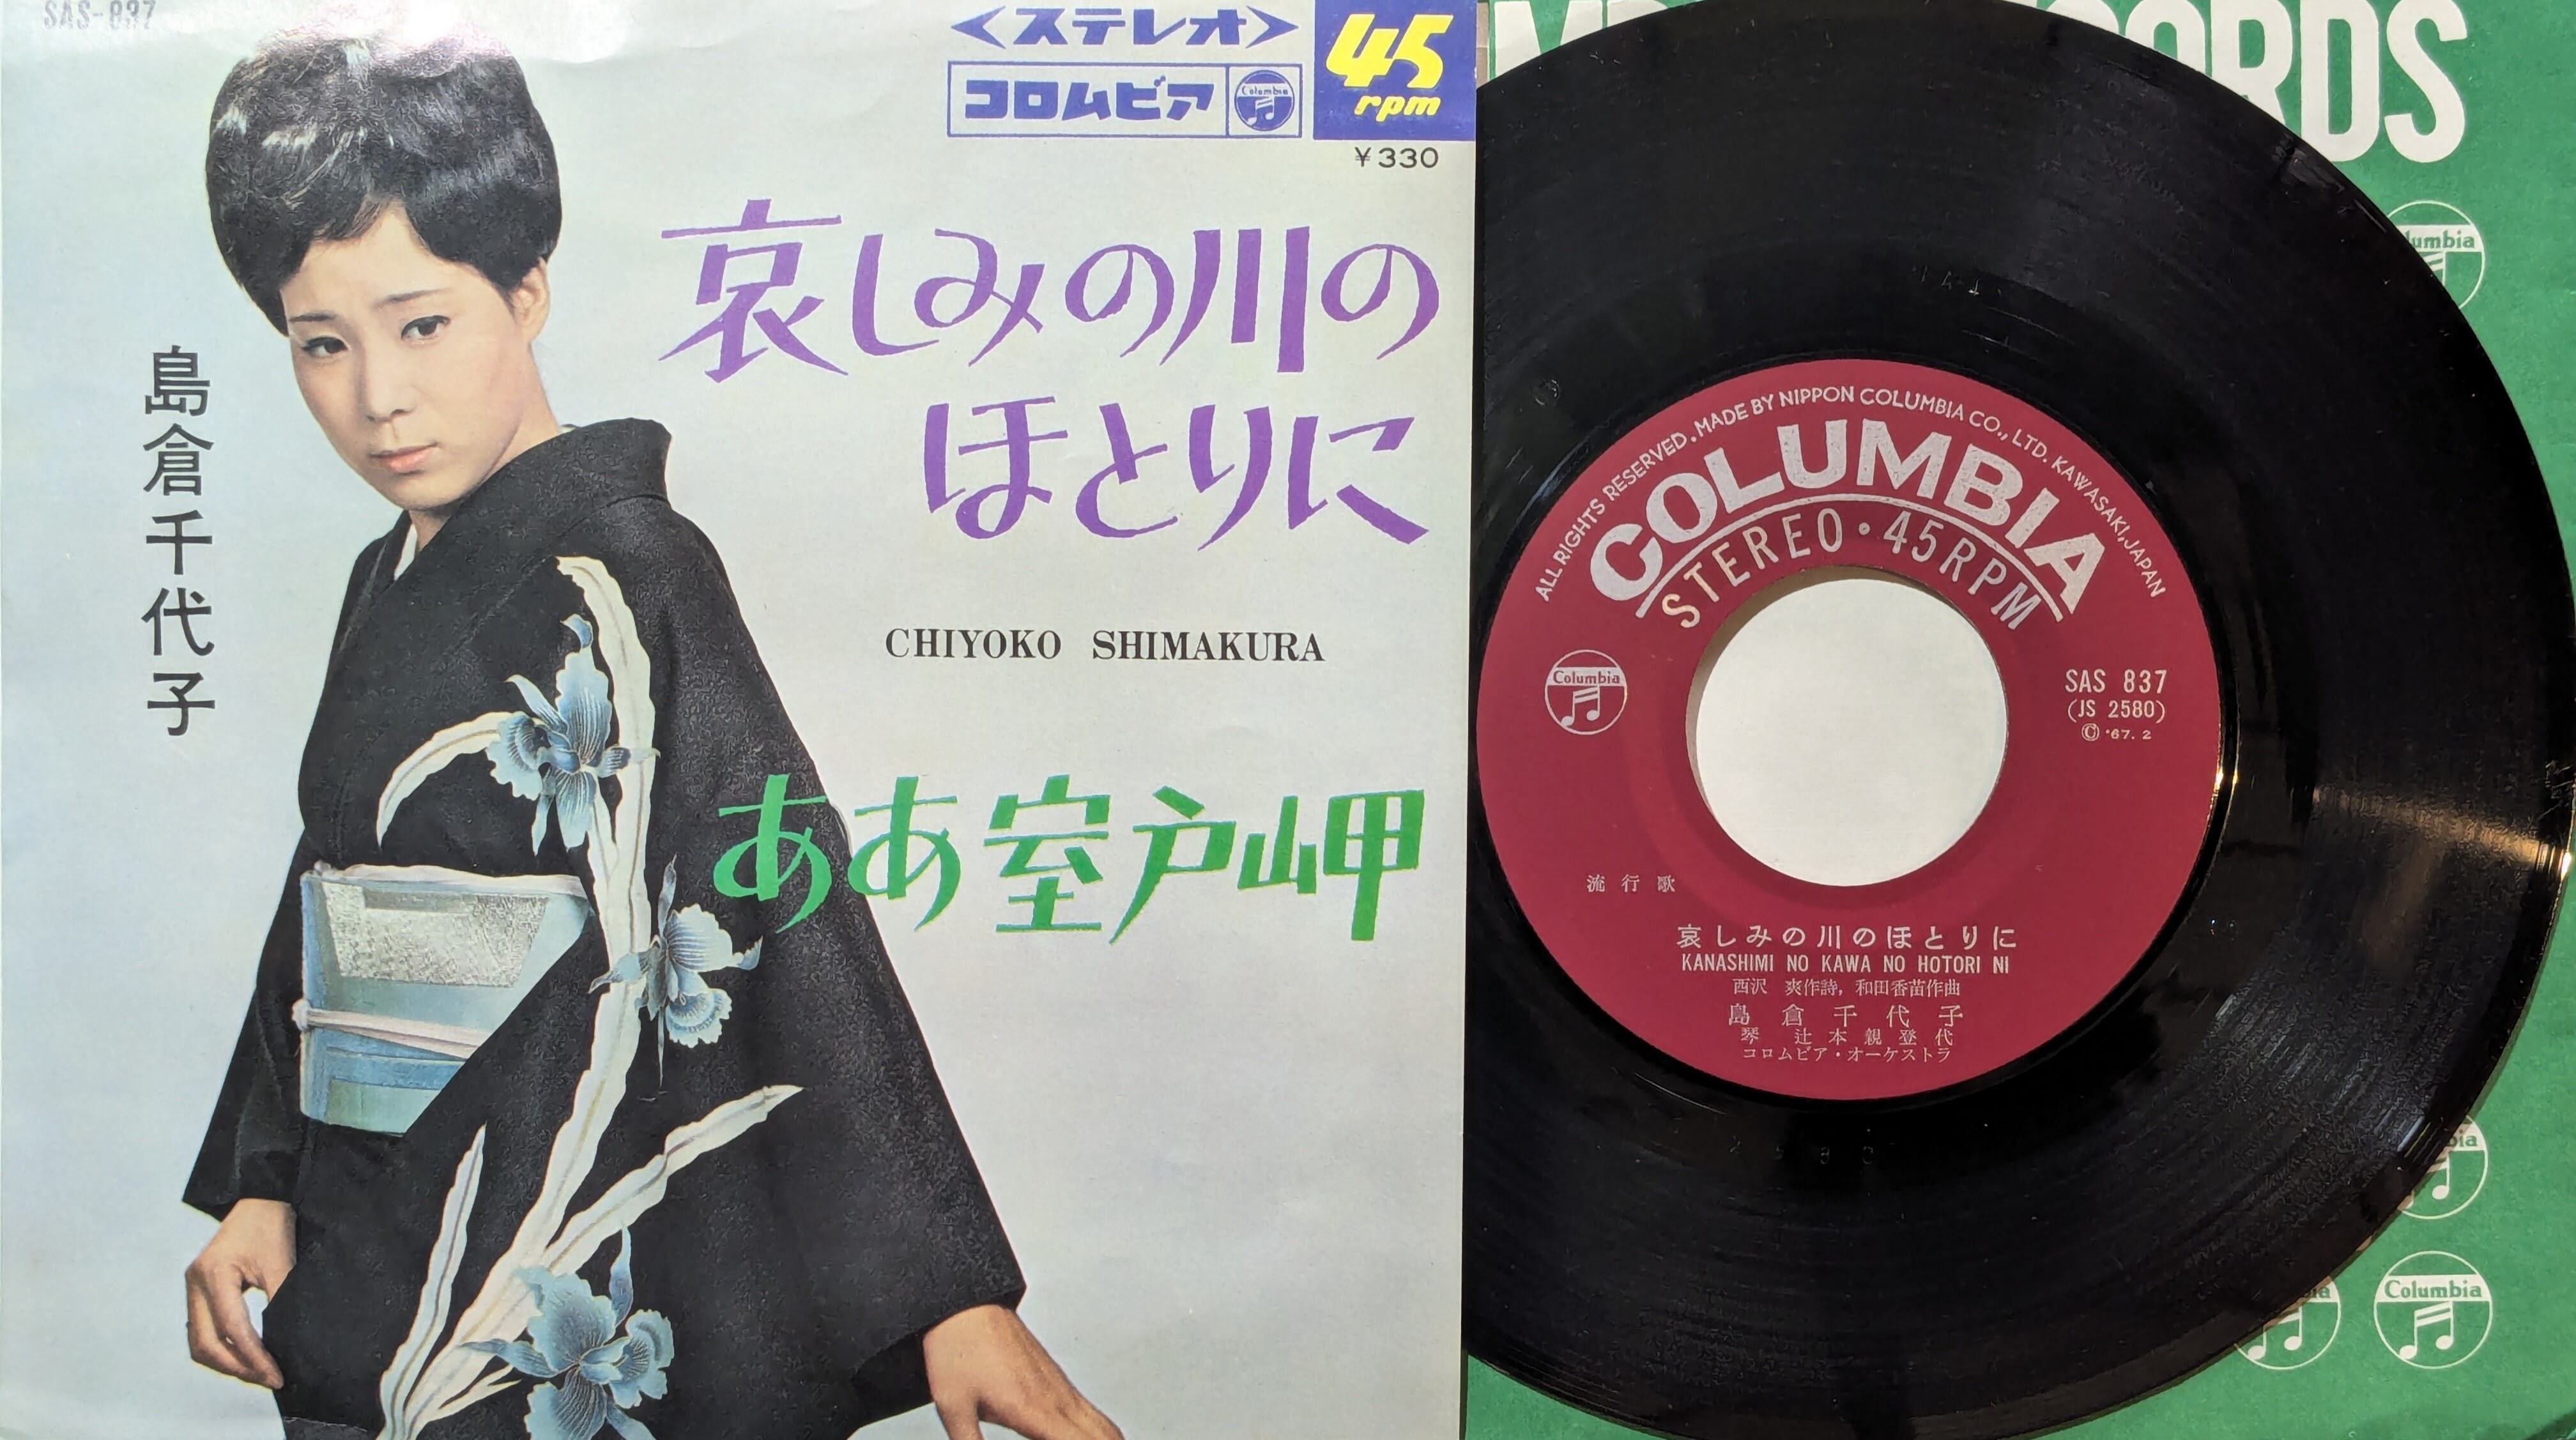 SAS-837
<ステレオ>
コロムビア
Columbia
45
rpm
¥330
哀しみの川の
ほとりに
島倉千代子
CHIYOKO SHIMAKURA
ああ室戸岬
ORDS
ALL RIGHTS RESERVED. MADE BY NIPPON COLUMBIA CO., LTD. KAWASAKI, JAPAN
COLUMBIA
STEREO・45RPM
Columbia
SAS 837
(JS 2580)
© '67. 2
流行歌
哀しみの川のほとりに
KANASHIMI NO KAWA NO HOTORI NI
西沢 爽作詩, 和田香苗作曲
島倉千代子
琴 辻本親登代
コロムビア・オーケストラ
umbia
bia
Columbia